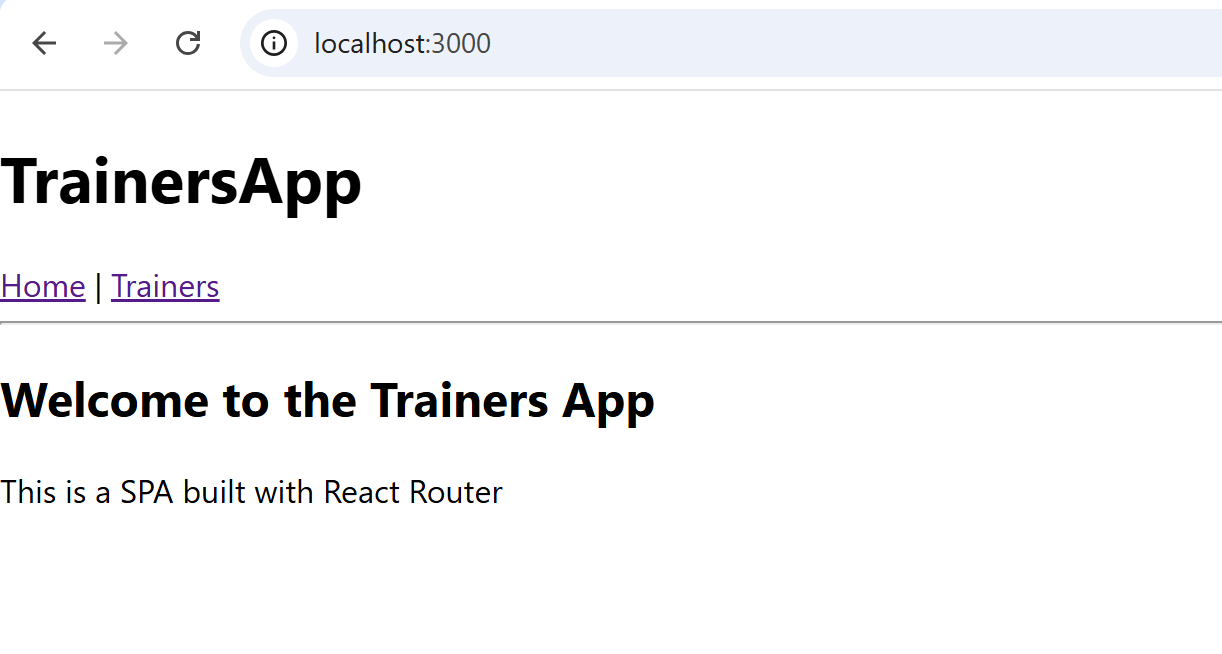 localhost:3000
TrainersApp
Home | Trainers
Welcome to the Trainers App
This is a SPA built with React Router